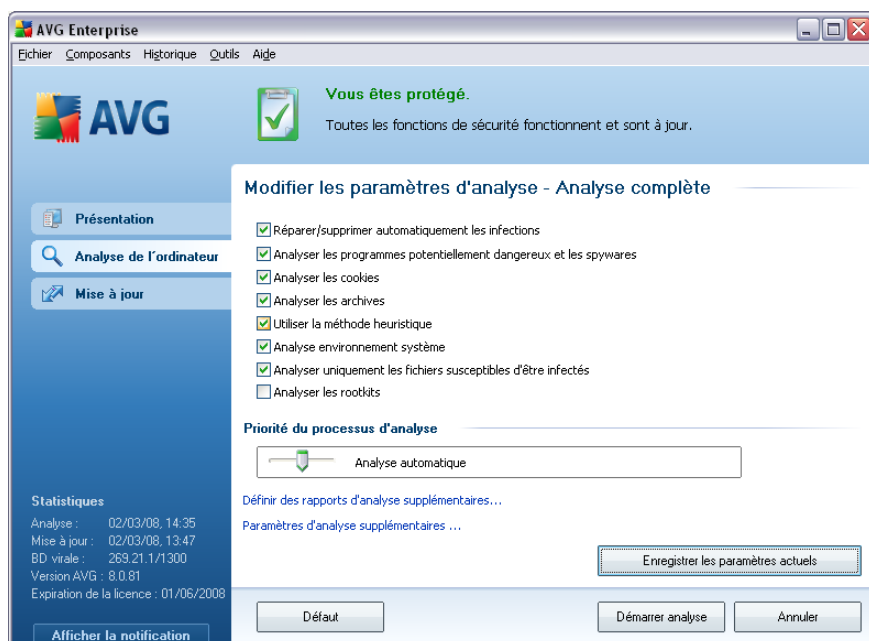 AVG Enterprise
Fichier Composants Historique Outils Aide
AVG
Vous êtes protégé.
Toutes les fonctions de sécurité fonctionnent et sont à jour.
Présentation
Analyse de l'ordinateur
Mise à jour
Modifier les paramètres d'analyse - Analyse complète
Réparer/supprimer automatiquement les infections
Analyser les programmes potentiellement dangereux et les spywares
Analyser les cookies
Analyser les archives
Utiliser la méthode heuristique
Analyse environnement système
Analyser uniquement les fichiers susceptibles d'être infectés
Analyser les rootkits
Priorité du processus d'analyse
Analyse automatique
Définir des rapports d'analyse supplémentaires...
Paramètres d'analyse supplémentaires ...
Enregistrer les paramètres actuels
Statistiques
Analyse : 02/03/08, 14:35
Mise à jour : 02/03/08, 13:47
BD virale : 269.21.1/1300
Version AVG : 8.0.81
Expiration de la licence : 01/06/2008
Afficher la notification
Défaut
Démarrer analyse
Annuler